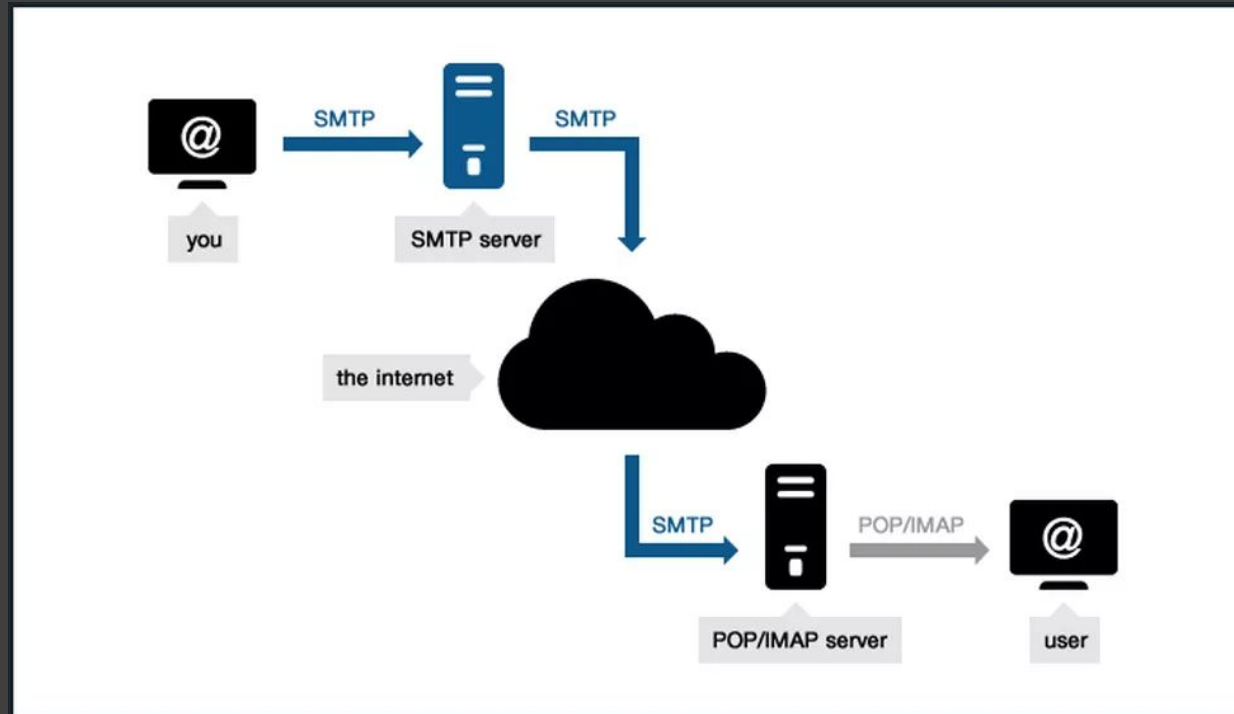 SMTP
SMTP
@
you
SMTP server
the internet
SMTP
POP/IMAP
@
POP/IMAP server
user